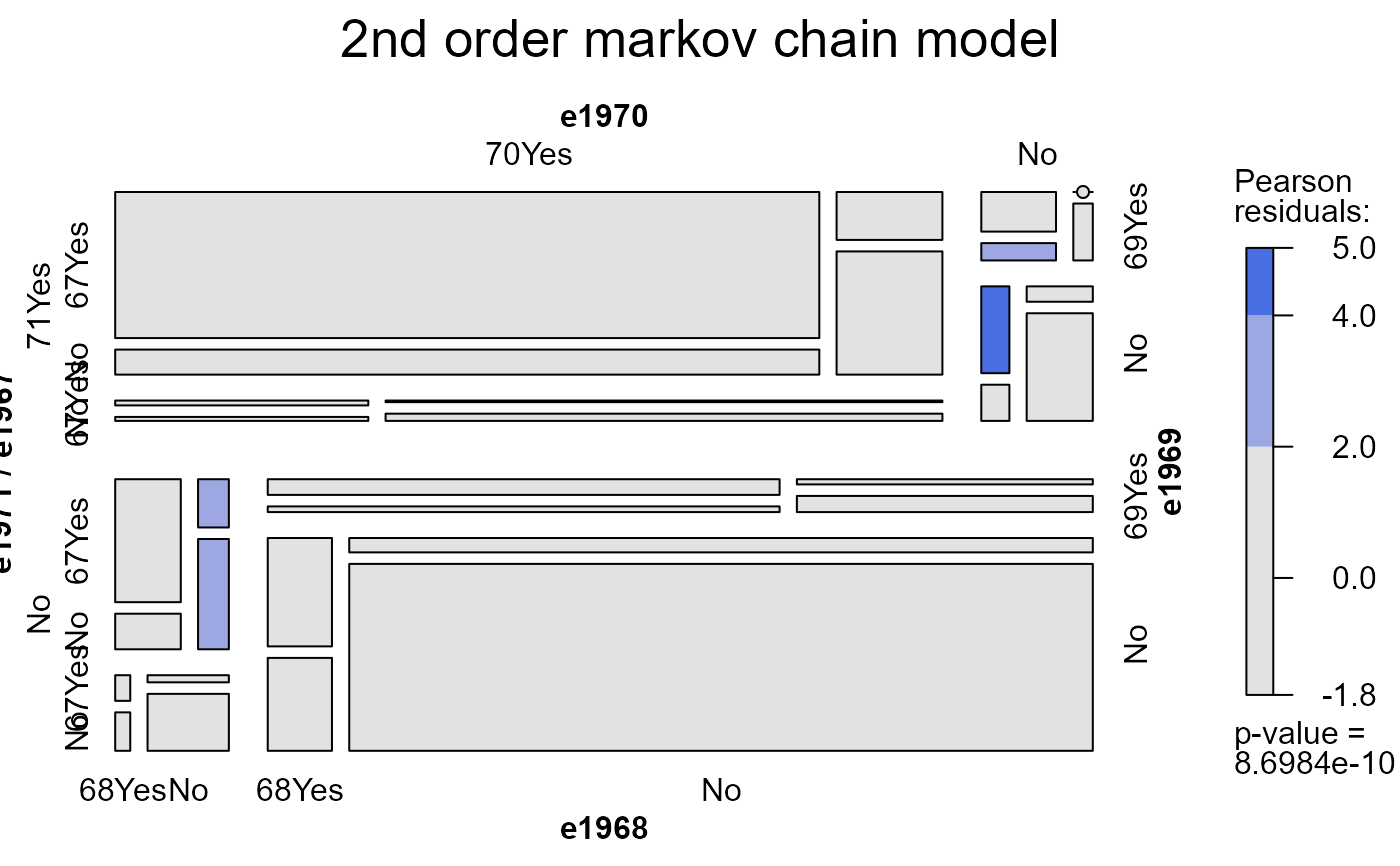 2nd order markov chain model
e1970
70Yes
No
71Yes
No
67Yes
No
67Yes
No
67Yes
No
67Yes
No
69Yes
No
69Yes
No
e1969
68Yes
No
68Yes
No
e1968
Pearson
residuals:
5.0
4.0
2.0
0.0
-1.8
p-value =
8.6984e-10